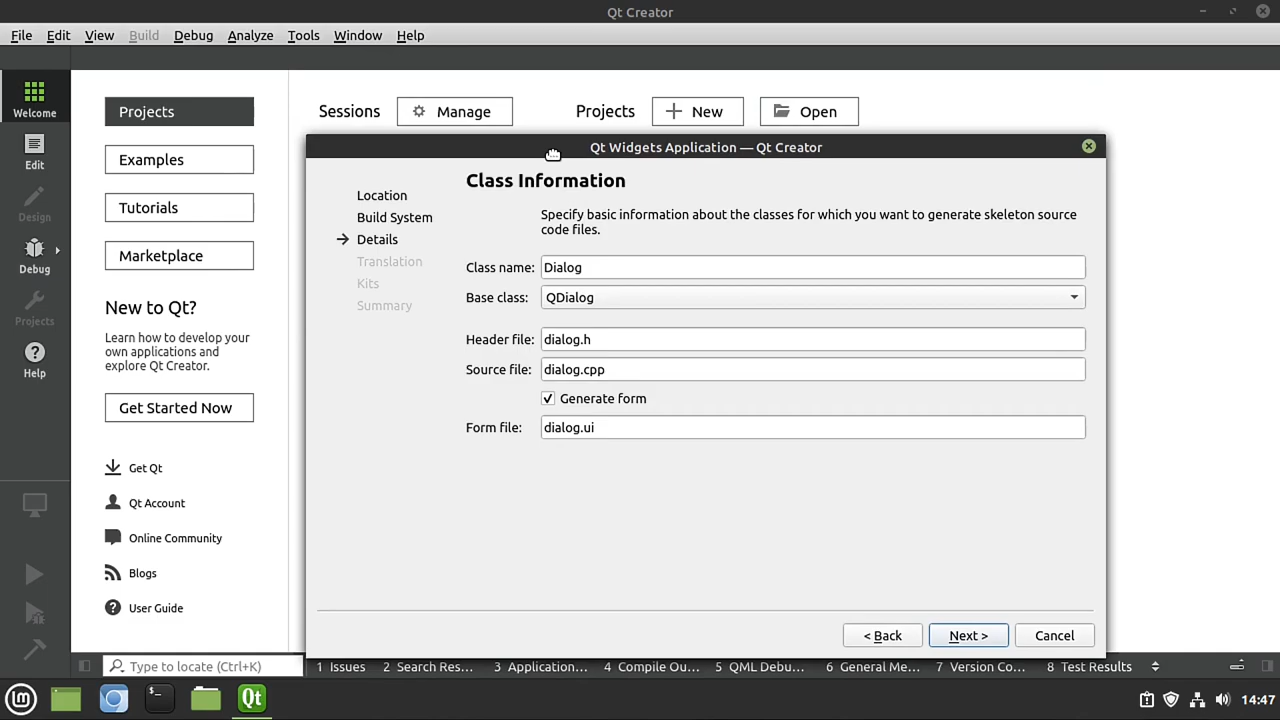 Qt Creator
File Edit View Build Debug Analyze Tools Window Help
Welcome
Edit
Design
Debug
Projects
Help
Projects
Examples
Tutorials
Marketplace
New to Qt?
Learn how to develop your
own applications and
explore Qt Creator.
Get Started Now
Get Qt
Qt Account
Online Community
Blogs
User Guide
Sessions Manage Projects New Open
Qt Widgets Application — Qt Creator
Location
Build System
Details
Translation
Kits
Summary
Class Information
Specify basic information about the classes for which you want to generate skeleton source
code files.
Class name: Dialog
Base class: QDialog
Header file: dialog.h
Source file: dialog.cpp
Generate form
Form file: dialog.ui
< Back Next > Cancel
Type to locate (Ctrl+K) 1 Issues 2 Search Res... 3 Application... 4 Compile Ou... 5 QML Debu... 6 General Me... 7 Version Co... 8 Test Results
Qt 14:47